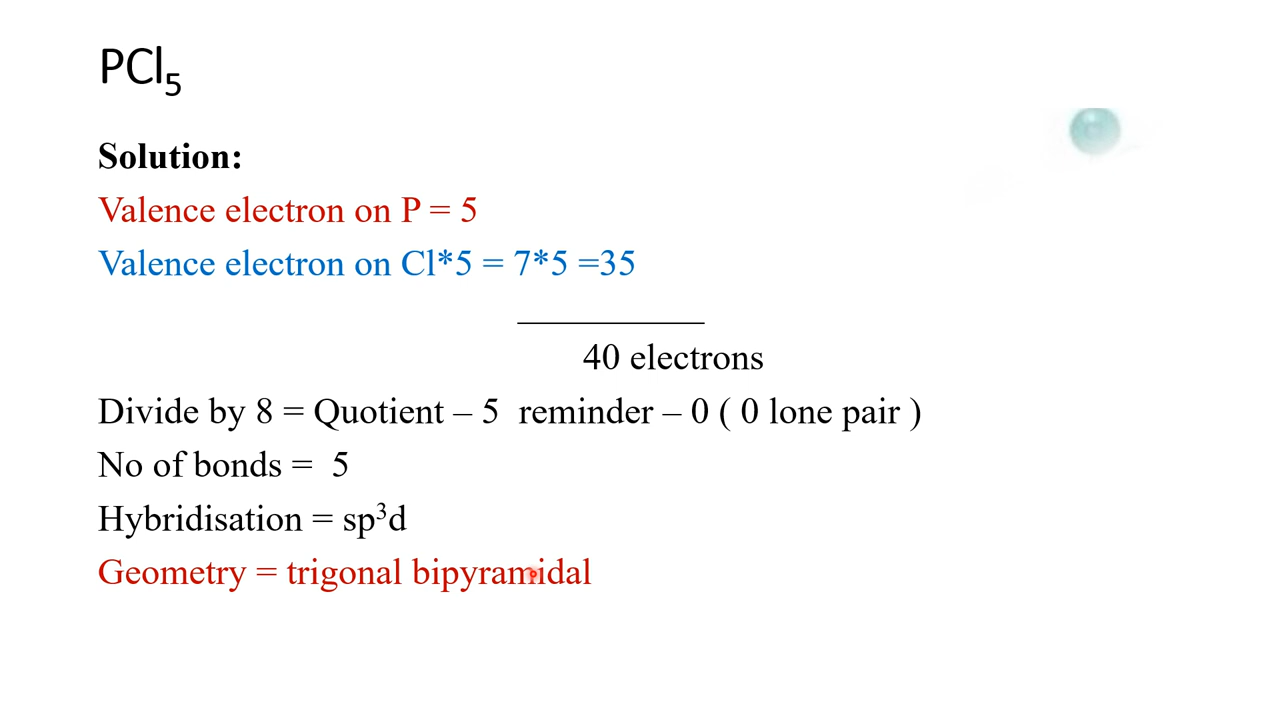 PCl₅
Solution:
Valence electron on P = 5
Valence electron on Cl*5 = 7*5 =35
40 electrons
Divide by 8 = Quotient – 5 reminder – 0 ( 0 lone pair )
No of bonds = 5
Hybridisation = sp³d
Geometry = trigonal bipyramidal